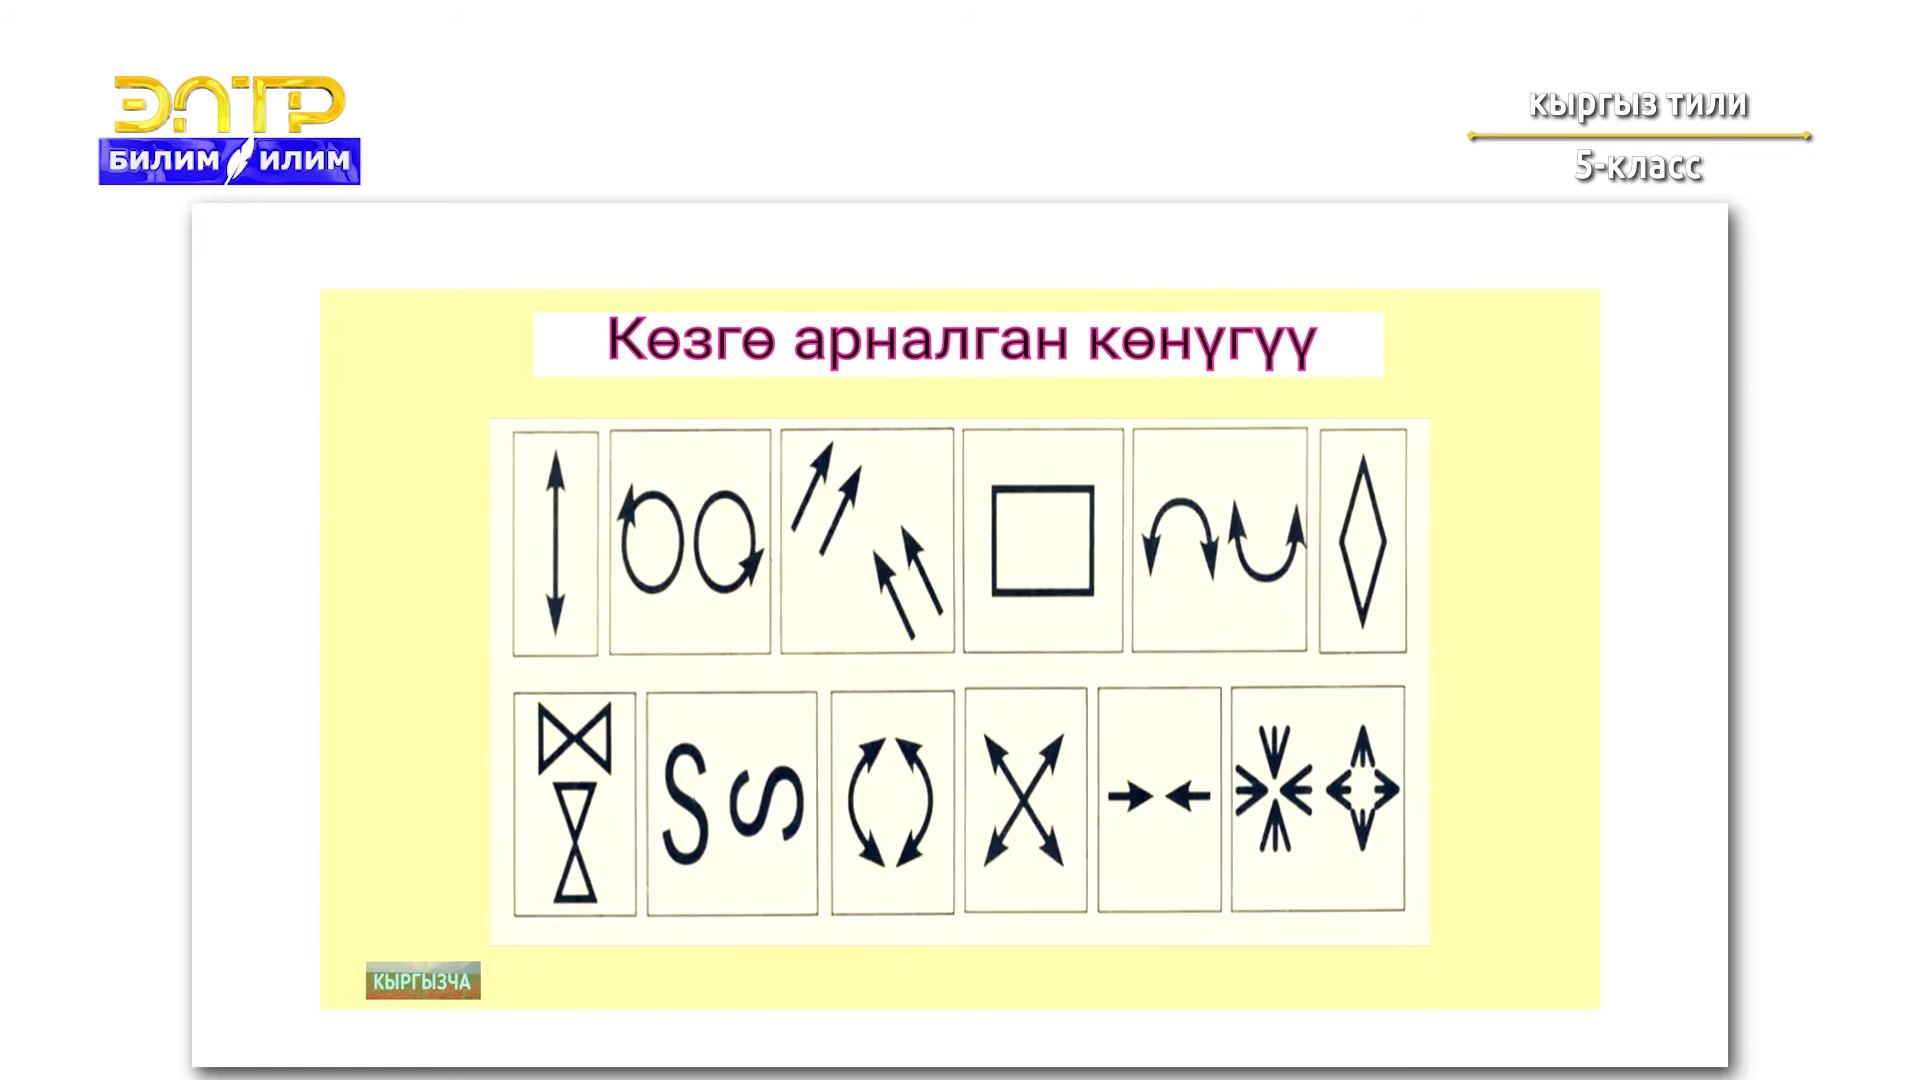 ЭЛТР
БИЛИМ ИЛИМ
кыргыз тили
5-класс
Көзгө арналган көнүгүү
S S
КЫРГЫЗЧА